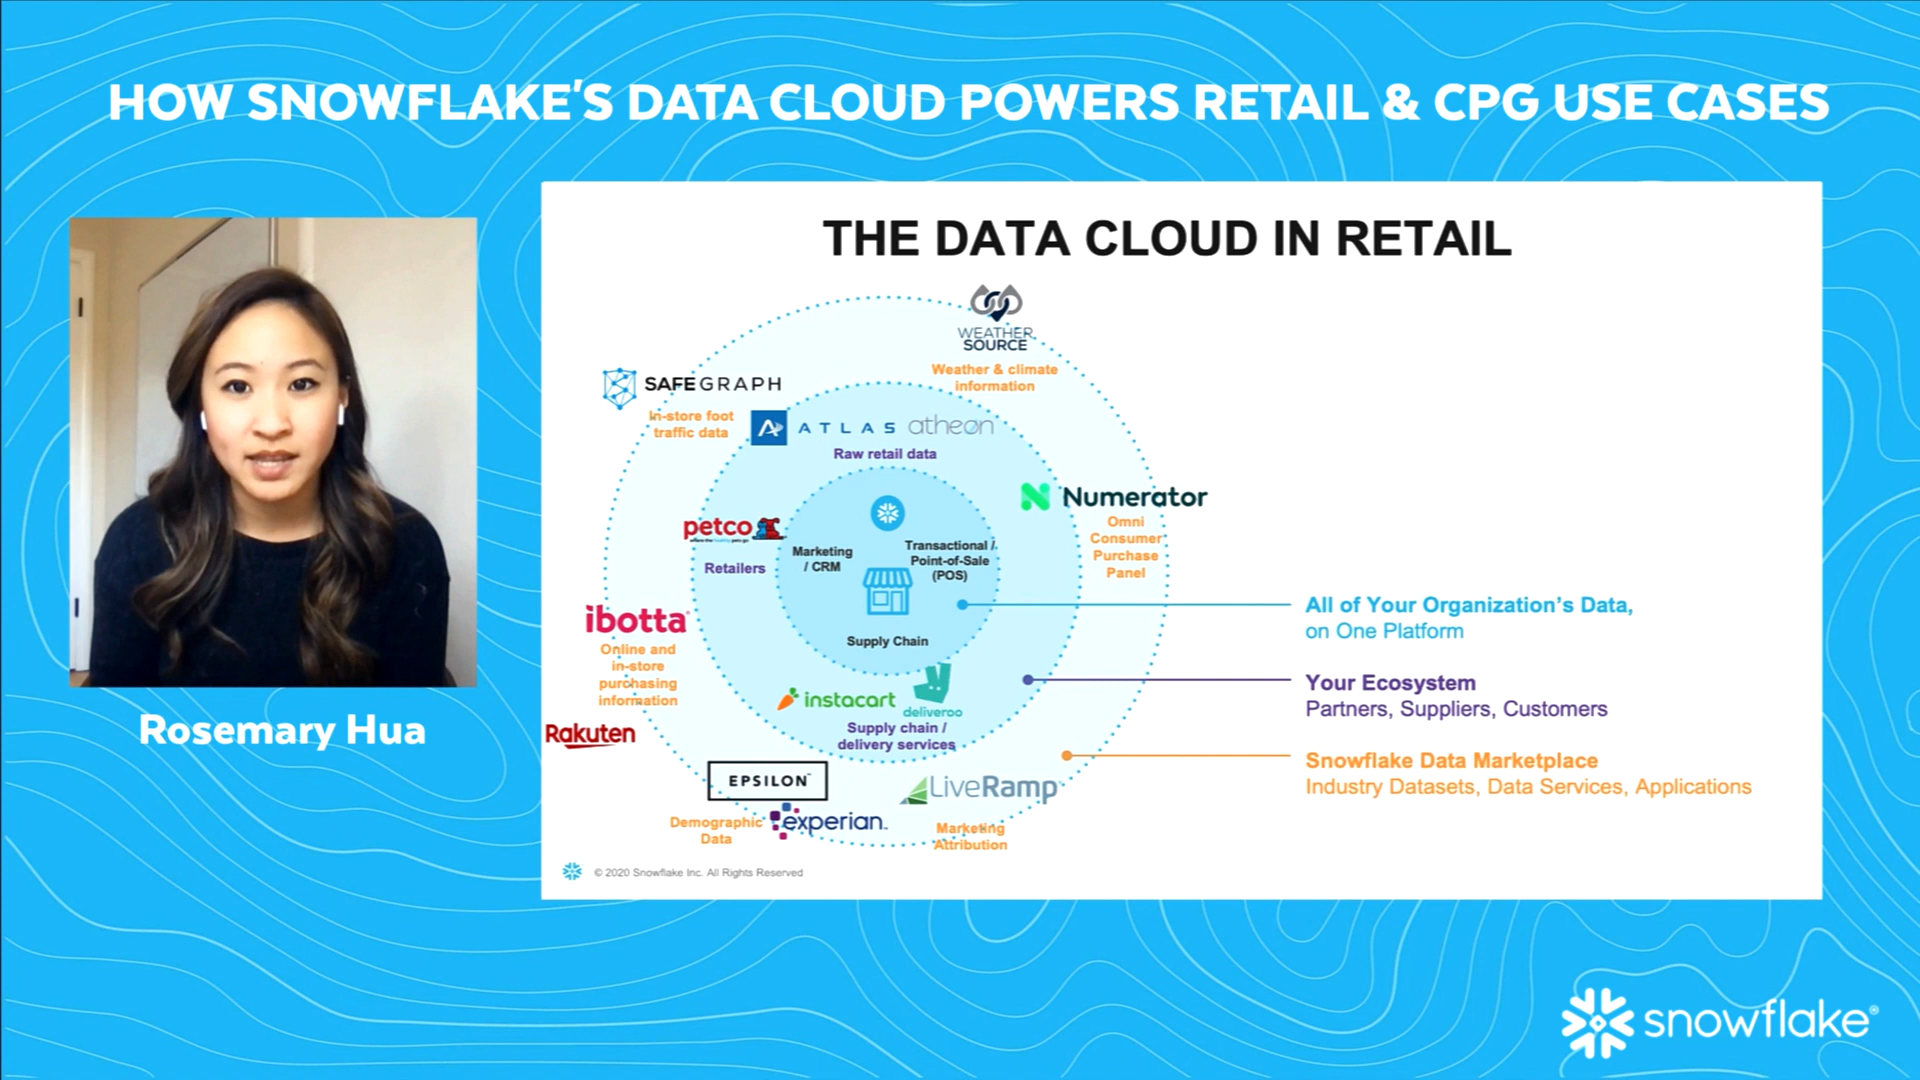 HOW SNOWFLAKE'S DATA CLOUD POWERS RETAIL & CPG USE CASES
Rosemary Hua
THE DATA CLOUD IN RETAIL
WEATHER
SOURCE
Weather & climate
information
SAFEGRAPH
In-store foot
traffic data
ATLAS
atheon
Raw retail data
Numerator
Omni
Consumer
Purchase
Panel
petco
Retailers
Marketing
/ CRM
Transactional /
Point-of-Sale
(POS)
Supply Chain
ibotta
Online and
in-store
purchasing
information
Rakuten
instacart
deliveroo
Supply chain /
delivery services
EPSILON
experian
Demographic
Data
LiveRamp
Marketing
Attribution
All of Your Organization's Data,
on One Platform
Your Ecosystem
Partners, Suppliers, Customers
Snowflake Data Marketplace
Industry Datasets, Data Services, Applications
© 2020 Snowflake Inc. All Rights Reserved
snowflake®